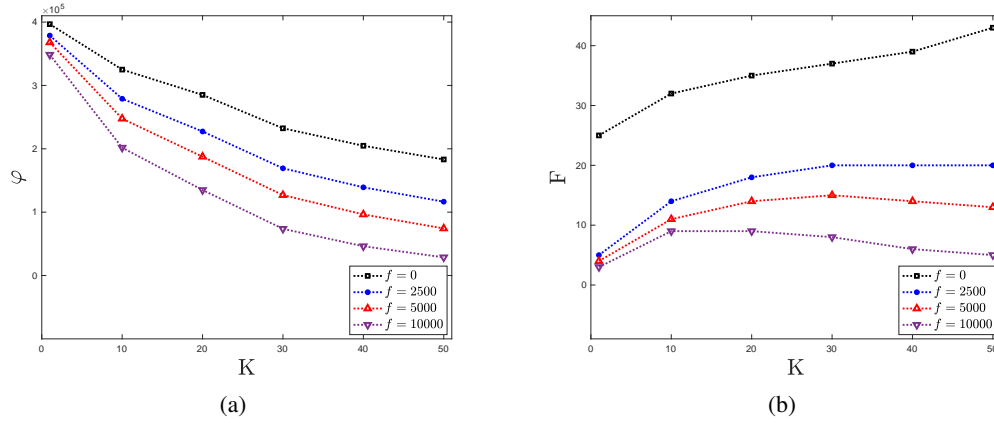 ×10⁵
4
3
2
1
0
φ
0 10 20 30 40 50
K
f = 0
f = 2500
f = 5000
f = 10000
(a)
40
30
20
10
0
F
0 10 20 30 40 50
K
f = 0
f = 2500
f = 5000
f = 10000
(b)